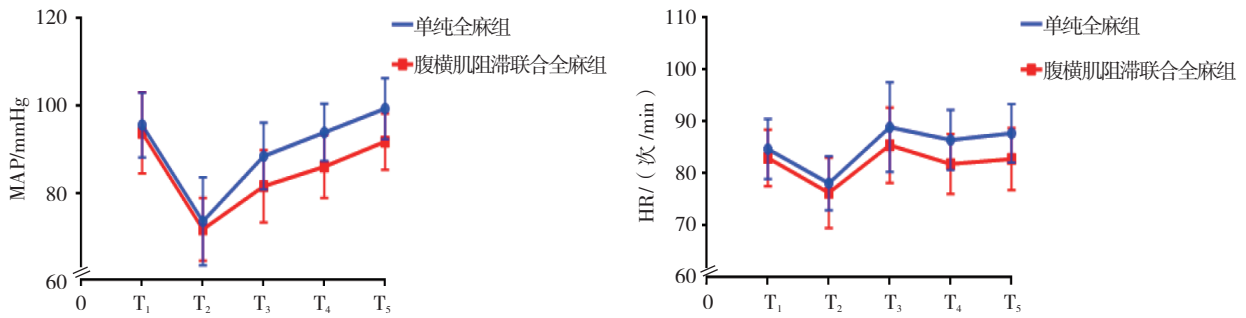 120
100
80
60
MAP/mmHg
单纯全麻组
腹横肌阻滞联合全麻组
0 T₁ T₂ T₃ T₄ T₅
110
100
90
80
70
60
HR/（次/min）
单纯全麻组
腹横肌阻滞联合全麻组
0 T₁ T₂ T₃ T₄ T₅